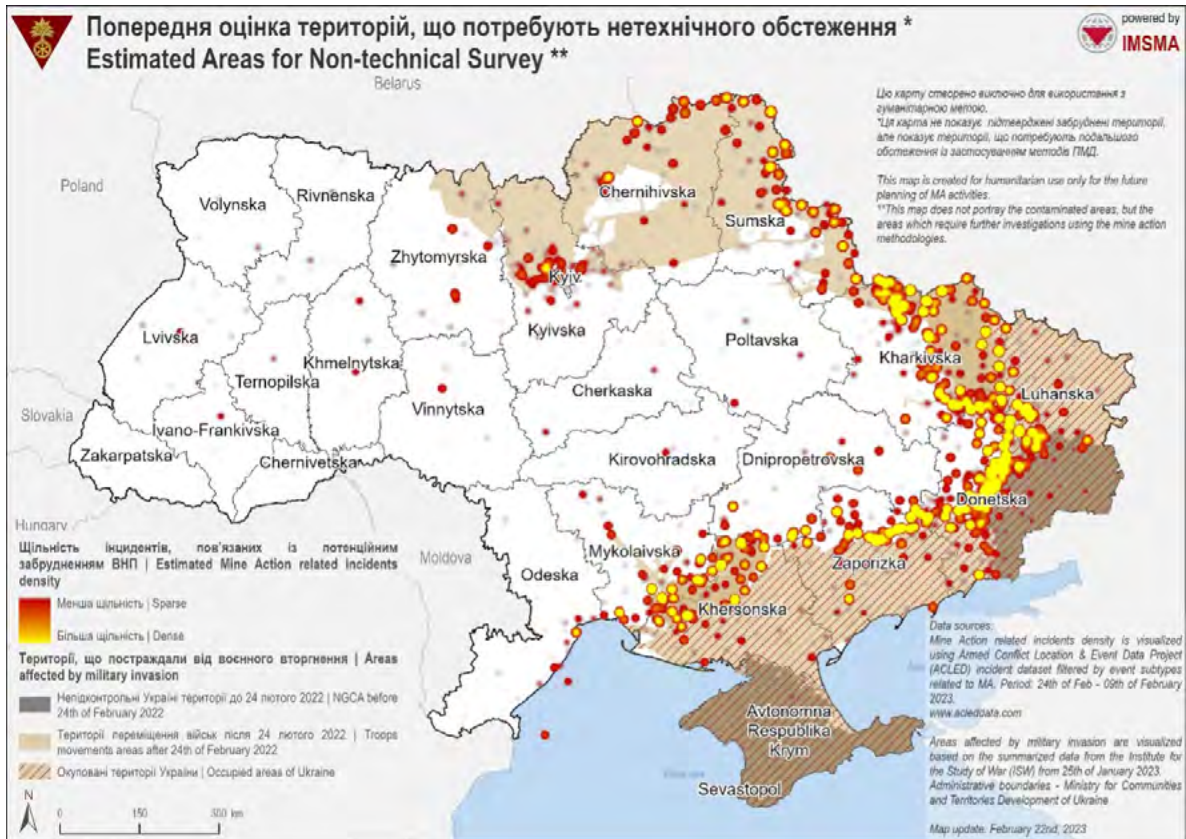 Попередня оцінка територій, що потребують нетехнічного обстеження *
Estimated Areas for Non-technical Survey **
powered by
IMSMA
Цю карту створено виключно для використання з
гуманітарною метою.
*Ця карта не показує підтверджені забруднені території,
але показує території, що потребують подальшого
обстеження із застосуванням методів ПМД.
This map is created for humanitarian use only for the future
planning of MA activities.
**This map does not portray the contaminated areas, but the
areas which require further investigations using the mine action
methodologies.
Belarus
Poland
Slovakia
Hungary
Moldova
Volynska
Rivnenska
Zhytomyrska
Kyiv
Chernihivska
Sumska
Lvivska
Ternopilska
Khmelnytska
Kyivska
Poltavska
Kharkivska
Luhanska
Cherkaska
Vinnytska
Ivano-Frankivska
Zakarpatska
Chernivetska
Kirovohradska
Dnipropetrovska
Donetska
Mykolaivska
Odeska
Zaporizka
Khersonska
Avtonomna
Respublika
Krym
Sevastopol
Щільність інцидентів, пов'язаних із потенційним
забрудненням ВНП | Estimated Mine Action related incidents
density
Менша щільність | Sparse
Більша щільність | Dense
Території, що постраждали від воєнного вторгнення | Areas
affected by military invasion
Непідконтрольні Україні території до 24 лютого 2022 | NGCA before
24th of February 2022
Території переміщення військ після 24 лютого 2022 | Troops
movements areas after 24th of February 2022
Окуповані території України | Occupied areas of Ukraine
N
0 150 300 km
Data sources:
Mine Action related incidents density is visualized
using Armed Conflict Location & Event Data Project
(ACLED) incident dataset filtered by event subtypes
related to MA. Period: 24th of Feb - 09th of February
2023.
www.acleddata.com
Areas affected by military invasion are visualized
based on the summarized data from the Institute for
the Study of War (ISW) from 25th of January 2023.
Administrative boundaries - Ministry for Communities
and Territories Development of Ukraine
Map update: February 22nd, 2023